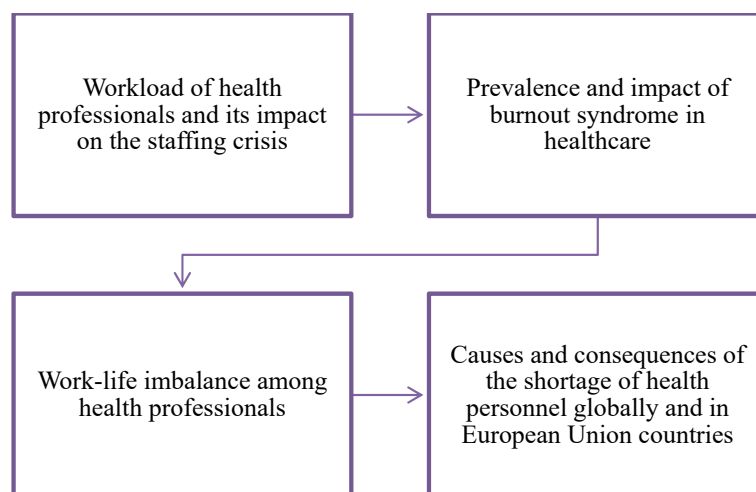 Workload of health
professionals and its impact
on the staffing crisis
Prevalence and impact of
burnout syndrome in
healthcare
Work-life imbalance among
health professionals
Causes and consequences of
the shortage of health
personnel globally and in
European Union countries